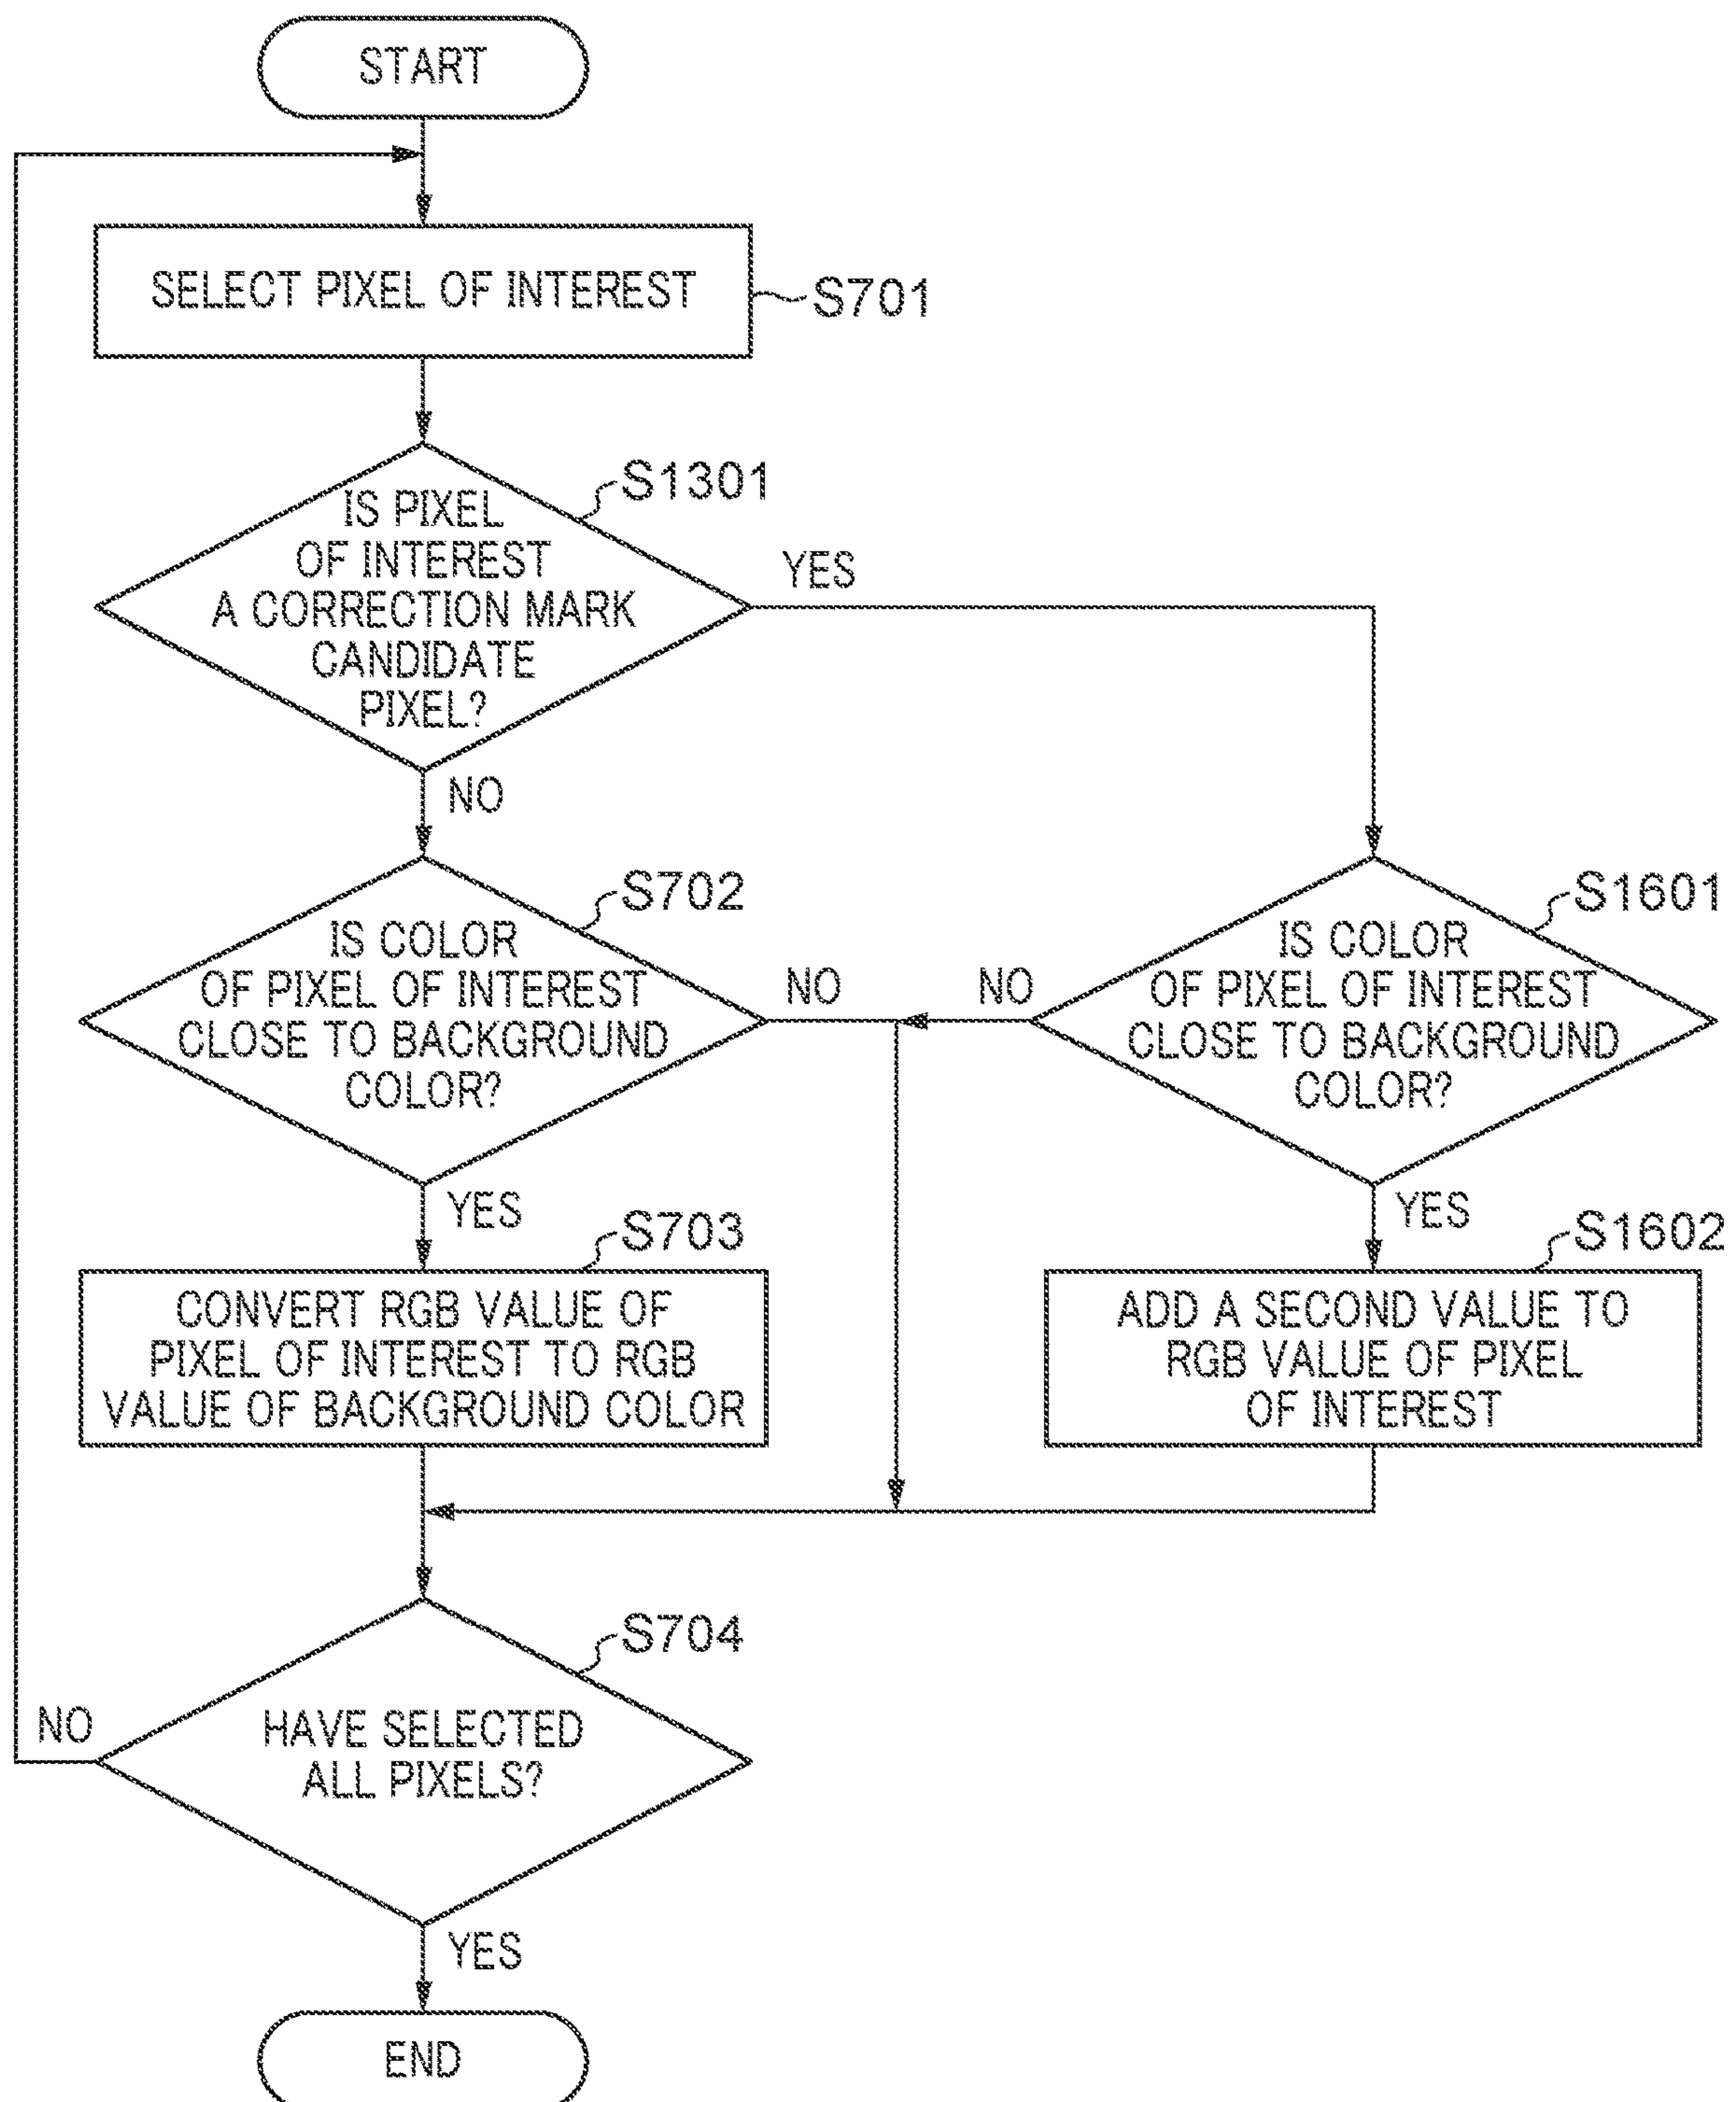 START
SELECT PIXEL OF INTEREST
S701
S1301
IS PIXEL
OF INTEREST
A CORRECTION MARK
CANDIDATE
PIXEL?
YES
NO
S702
IS COLOR
OF PIXEL OF INTEREST
CLOSE TO BACKGROUND
COLOR?
NO
YES
S1601
IS COLOR
OF PIXEL OF INTEREST
CLOSE TO BACKGROUND
COLOR?
NO
YES
S703
CONVERT RGB VALUE OF
PIXEL OF INTEREST TO RGB
VALUE OF BACKGROUND COLOR
S1602
ADD A SECOND VALUE TO
RGB VALUE OF PIXEL
OF INTEREST
S704
HAVE SELECTED
ALL PIXELS?
NO
YES
END